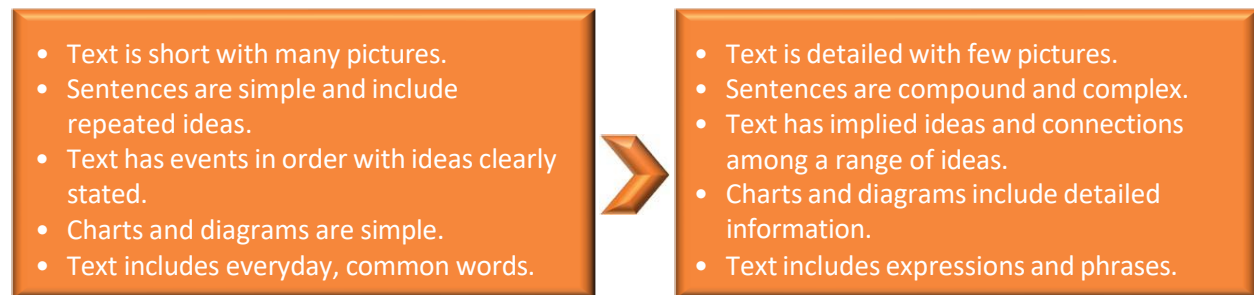 • Text is short with many pictures.
• Sentences are simple and include
repeated ideas.
• Text has events in order with ideas clearly
stated.
• Charts and diagrams are simple.
• Text includes everyday, common words.
• Text is detailed with few pictures.
• Sentences are compound and complex.
• Text has implied ideas and connections
among a range of ideas.
• Charts and diagrams include detailed
information.
• Text includes expressions and phrases.